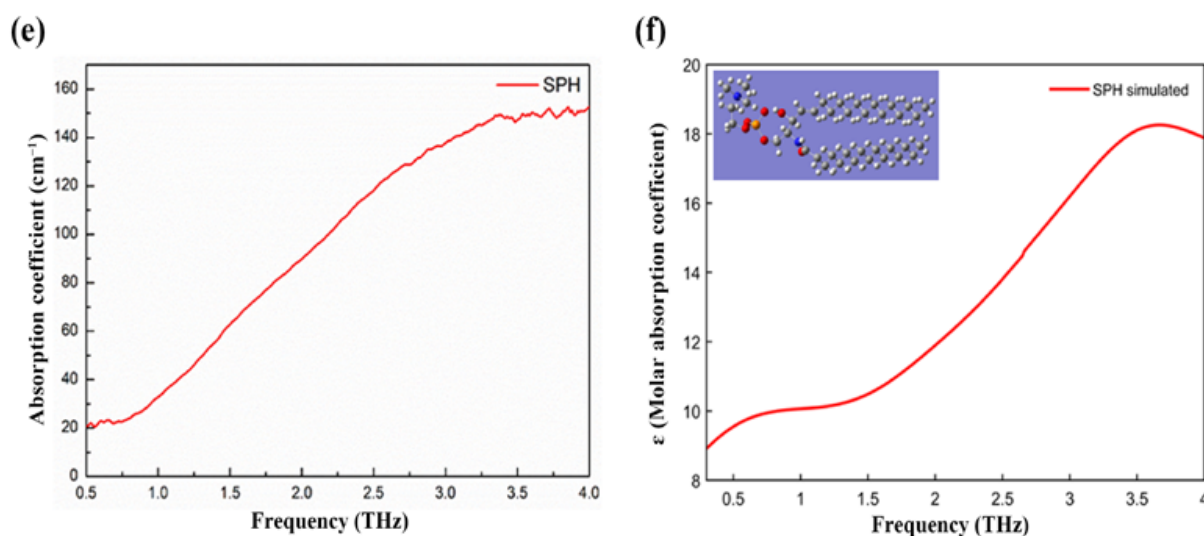 (e)
Absorption coefficient (cm⁻¹)
160
140
120
100
80
60
40
20
0
SPH
0.5 1.0 1.5 2.0 2.5 3.0 3.5 4.0
Frequency (THz)
(f)
ε (Molar absorption coefficient)
20
18
16
14
12
10
8
SPH simulated
0.5 1 1.5 2 2.5 3 3.5 4
Frequency (THz)